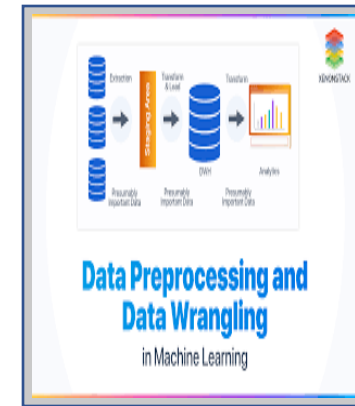 XENONSTACK
Extraction
Transform
& Load
Transform
Staging Area
DWH
Analytics
Presumably
Important Data
Presumably
Important Data
Presumably
Important Data
Data Preprocessing and
Data Wrangling
in Machine Learning